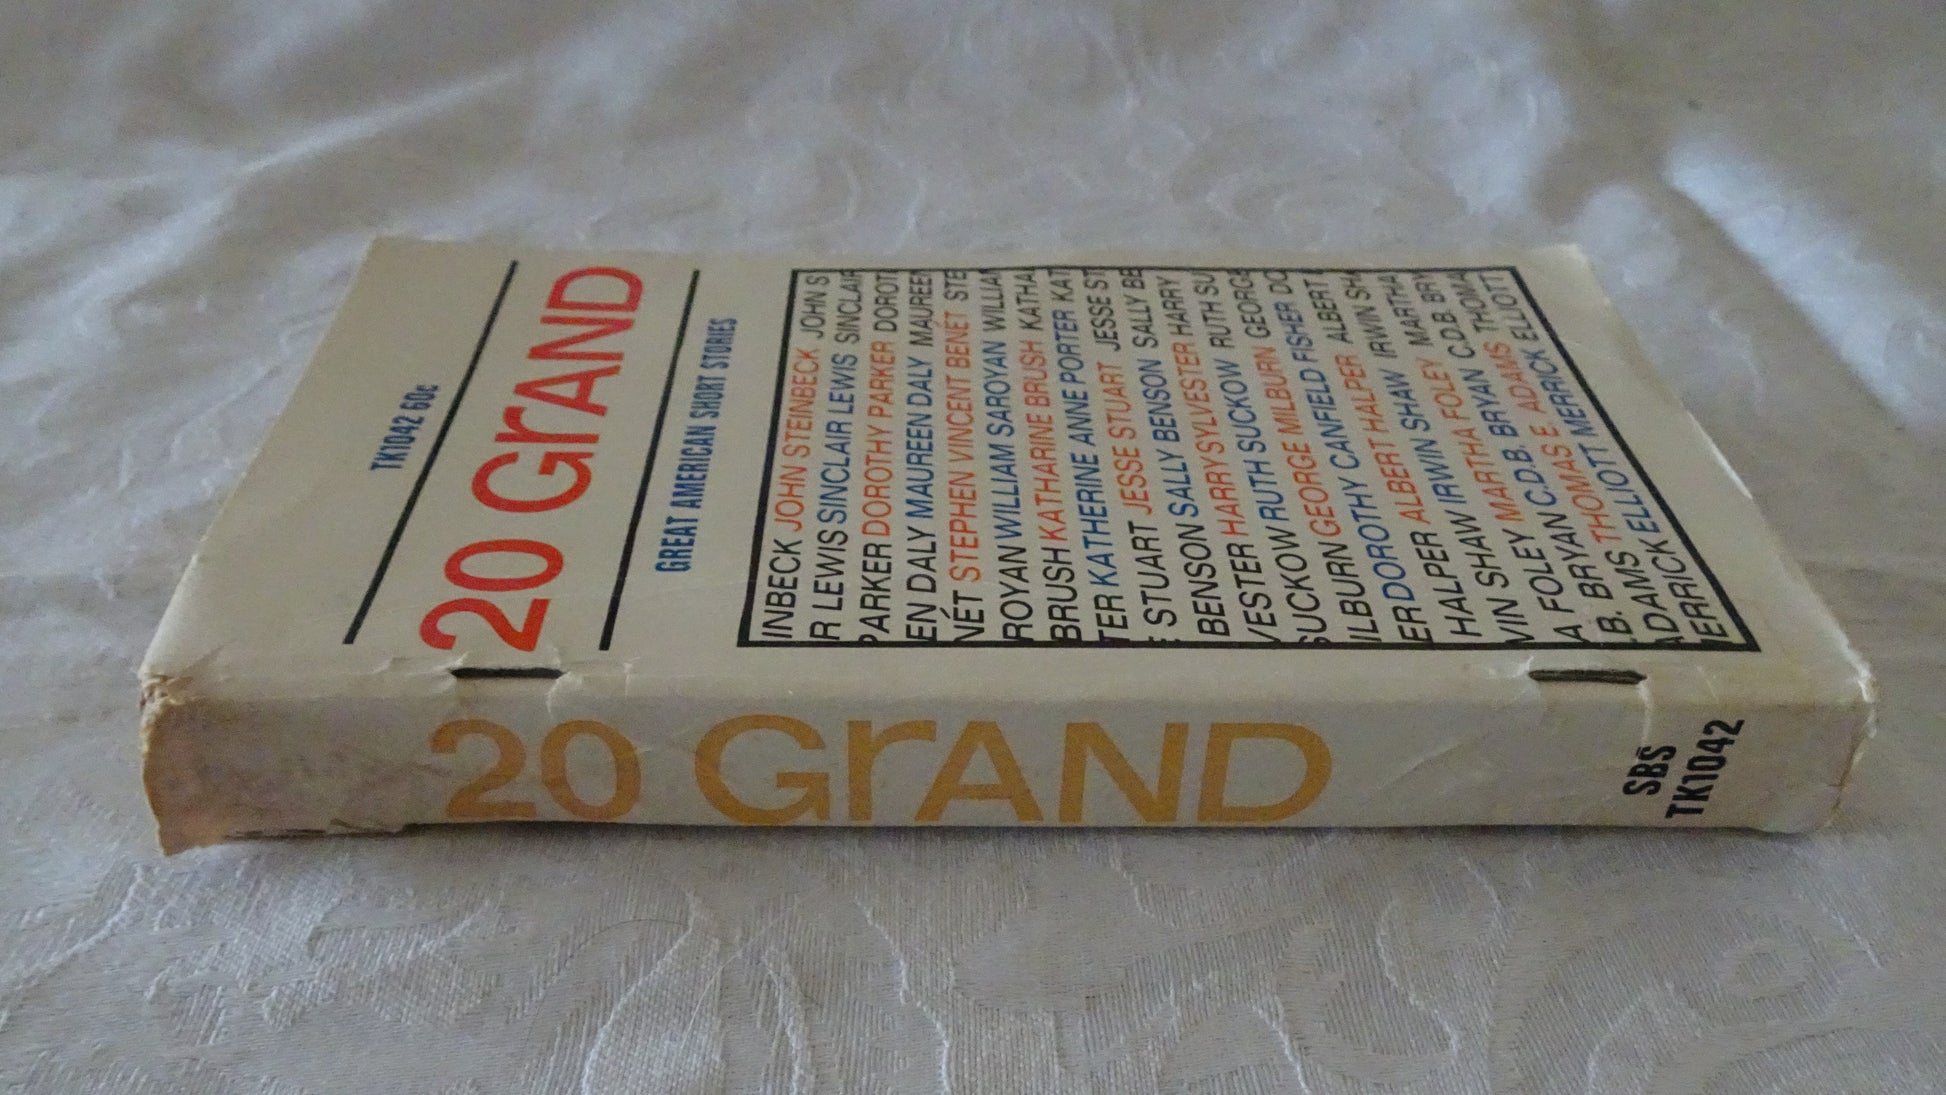 TK1042 60c
20 GrAND
GREAT AMERICAN SHORT STORIES
INBECK JOHN STEINBECK JOHN S
R LEWIS SINCLAIR LEWIS SINCLAIR
PARKER DOROTHY PARKER DOROT
EN DALY MAUREEN DALY MAUREEN
NÉT STEPHEN VINCENT BENÉT STE
ROYAN WILLIAM SAROYAN WILLIAM
BRUSH KATHARINE BRUSH KATHA
TER KATHERINE ANNE PORTER KAT
E STUART JESSE STUART JESSE ST
BENSON SALLY BENSON SALLY BE
VESTER HARRY SYLVESTER HARRY
SUCKOW RUTH SUCKOW RUTH SU
ILBURN GEORGE MILBURN GEORGE
ER DOROTHY CANFIELD FISHER DO
HALPER ALBERT HALPER ALBERT
VIN SHAW IRWIN SHAW IRWIN SHA
A FOLEY MARTHA FOLEY MARTHA
.B. BRYAN C.D.B. BRYAN C.D.B. BRY
ADAMS THOMAS E. ADAMS THOMA
ERRICK ELLIOTT MERRICK ELLIOTT
20 GrAND
SBS
TK1042